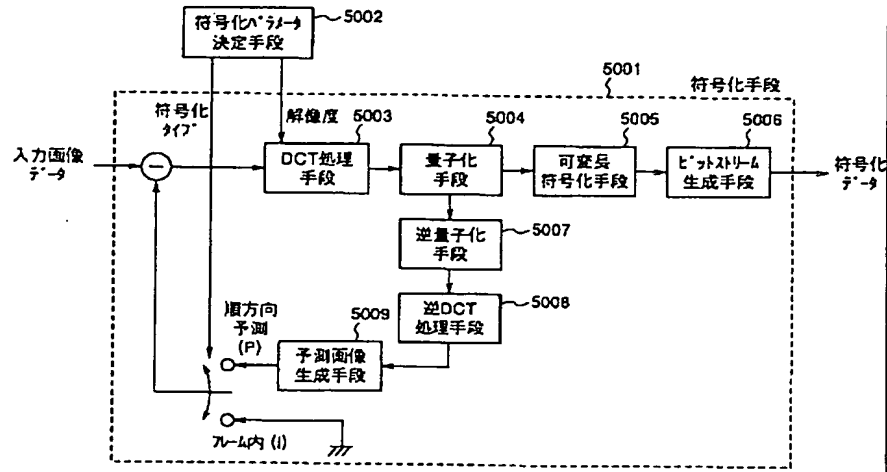 符号化パラメータ
決定手段
5002
5001
符号化手段
符号化
タイプ
解像度
5003
5004
5005
5006
入力画像
データ
DCT処理
手段
量子化
手段
可変長
符号化手段
ビットストリーム
生成手段
符号化
データ
逆量子化
手段
5007
逆DCT
処理手段
5008
順方向
予測
(P)
5009
予測画像
生成手段
フレーム内 (I)